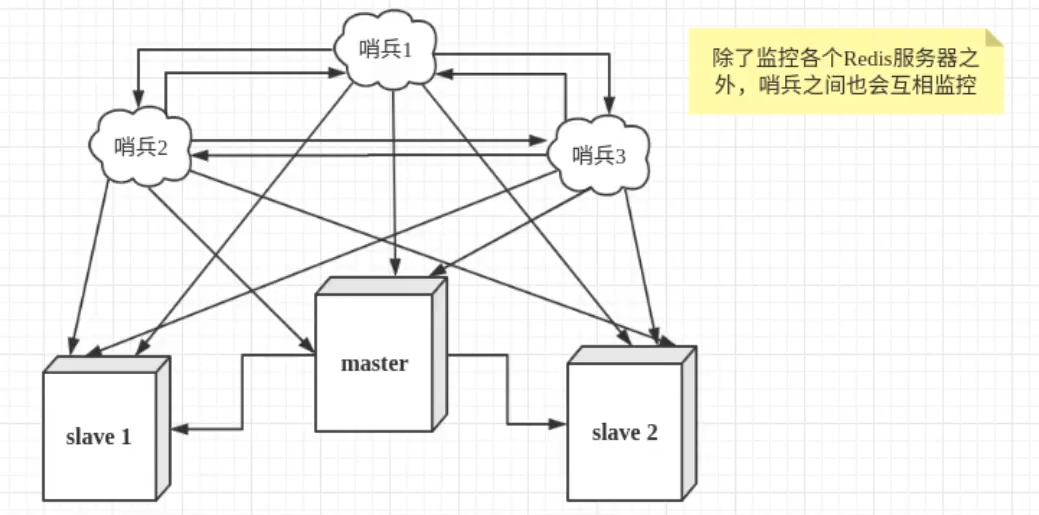 哨兵1
除了监控各个Redis服务器之
外，哨兵之间也会互相监控
哨兵2
哨兵3
master
slave 1
slave 2